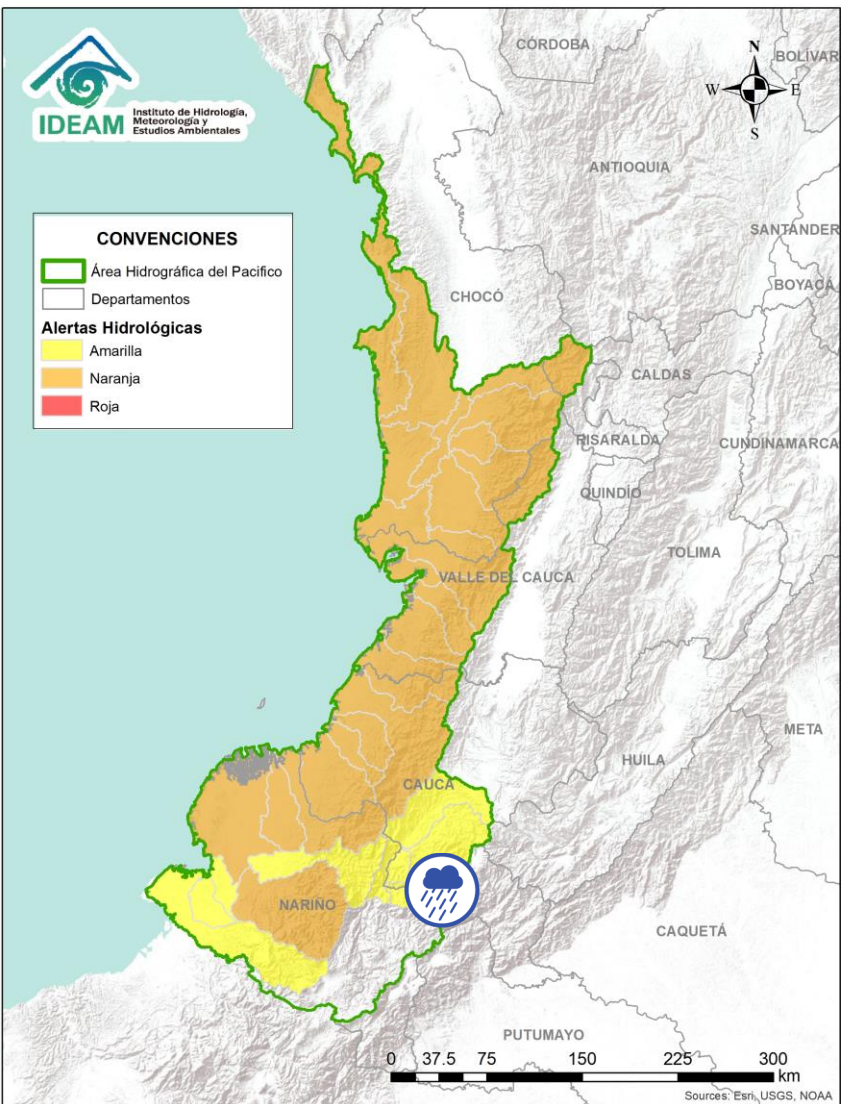 IDEAM
Instituto de Hidrología,
Meteorología y
Estudios Ambientales
CÓRDOBA
BOLÍVAR
N
W
E
S
ANTIOQUIA
SANTANDER
BOYACÁ
CONVENCIONES
Área Hidrográfica del Pacifico
Departamentos
Alertas Hidrológicas
Amarilla
Naranja
Roja
CHOCÓ
CALDAS
RISARALDA
CUNDINAMARCA
QUINDÍO
TOLIMA
VALLE DEL CAUCA
META
HUILA
CAUCA
NARIÑO
CAQUETÁ
PUTUMAYO
0 37.5 75 150 225 300
km
Sources: Esri, USGS, NOAA